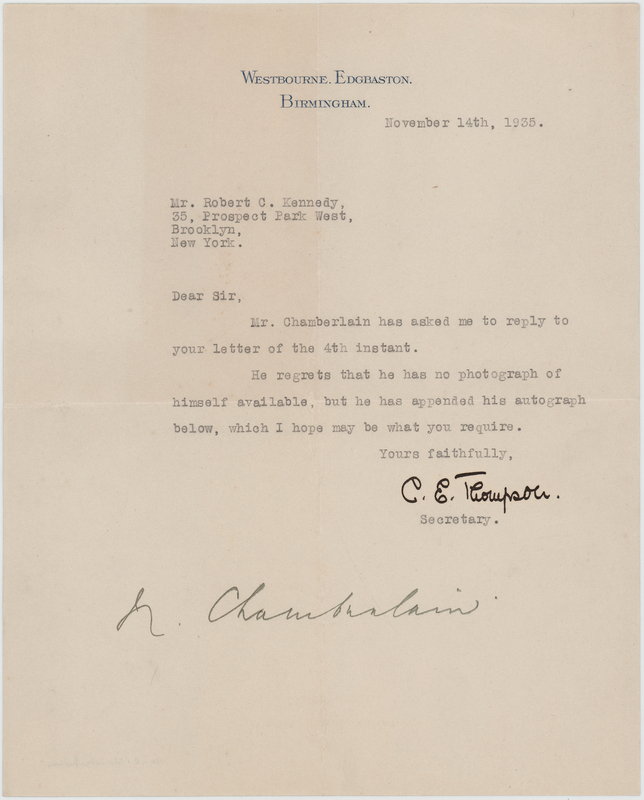 WESTBOURNE. EDGBASTON.
BIRMINGHAM.
November 14th, 1935.
Mr. Robert C. Kennedy,
35, Prospect Park West,
Brooklyn,
New York.
Dear Sir,
Mr. Chamberlain has asked me to reply to
your letter of the 4th instant.
He regrets that he has no photograph of
himself available, but he has appended his autograph
below, which I hope may be what you require.
Yours faithfully,
C. E. Thompson.
Secretary.
N. Chamberlain.